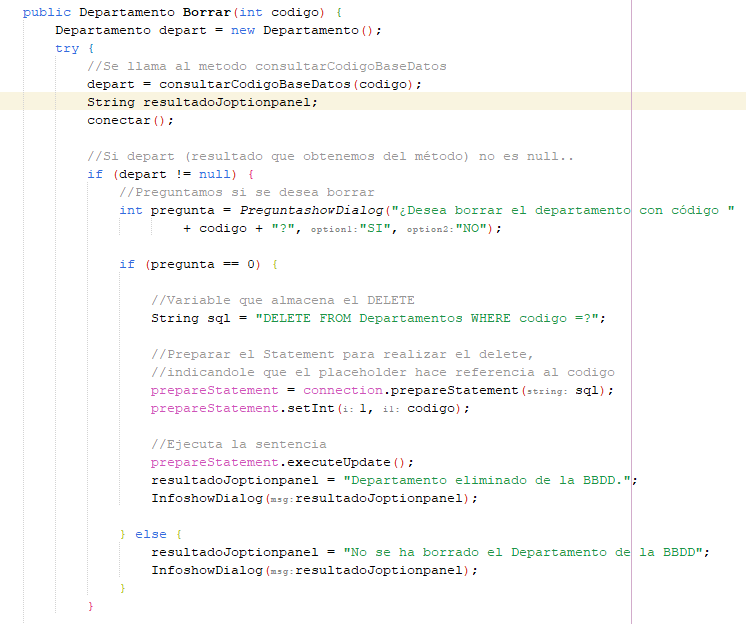 public Departamento Borrar(int codigo) {
Departamento depart = new Departamento();
try {
//Se llama al metodo consultarCodigoBaseDatos
depart = consultarCodigoBaseDatos(codigo);
String resultadoJoptionpanel;
conectar();
//Si depart (resultado que obtenemos del método) no es null..
if (depart != null) {
//Preguntamos si se desea borrar
int pregunta = PreguntashowDialog("¿Desea borrar el departamento con código "
+ codigo + "?", option1:"SI", option2:"NO");
if (pregunta == 0) {
//Variable que almacena el DELETE
String sql = "DELETE FROM Departamentos WHERE codigo =?";
//Preparar el Statement para realizar el delete,
//indicandole que el placeholder hace referencia al codigo
prepareStatement = connection.prepareStatement(string: sql);
prepareStatement.setInt(i: 1, i1: codigo);
//Ejecuta la sentencia
prepareStatement.executeUpdate();
resultadoJoptionpanel = "Departamento eliminado de la BBDD.";
InfoshowDialog(msg:resultadoJoptionpanel);
} else {
resultadoJoptionpanel = "No se ha borrado el Departamento de la BBDD";
InfoshowDialog(msg:resultadoJoptionpanel);
}
}